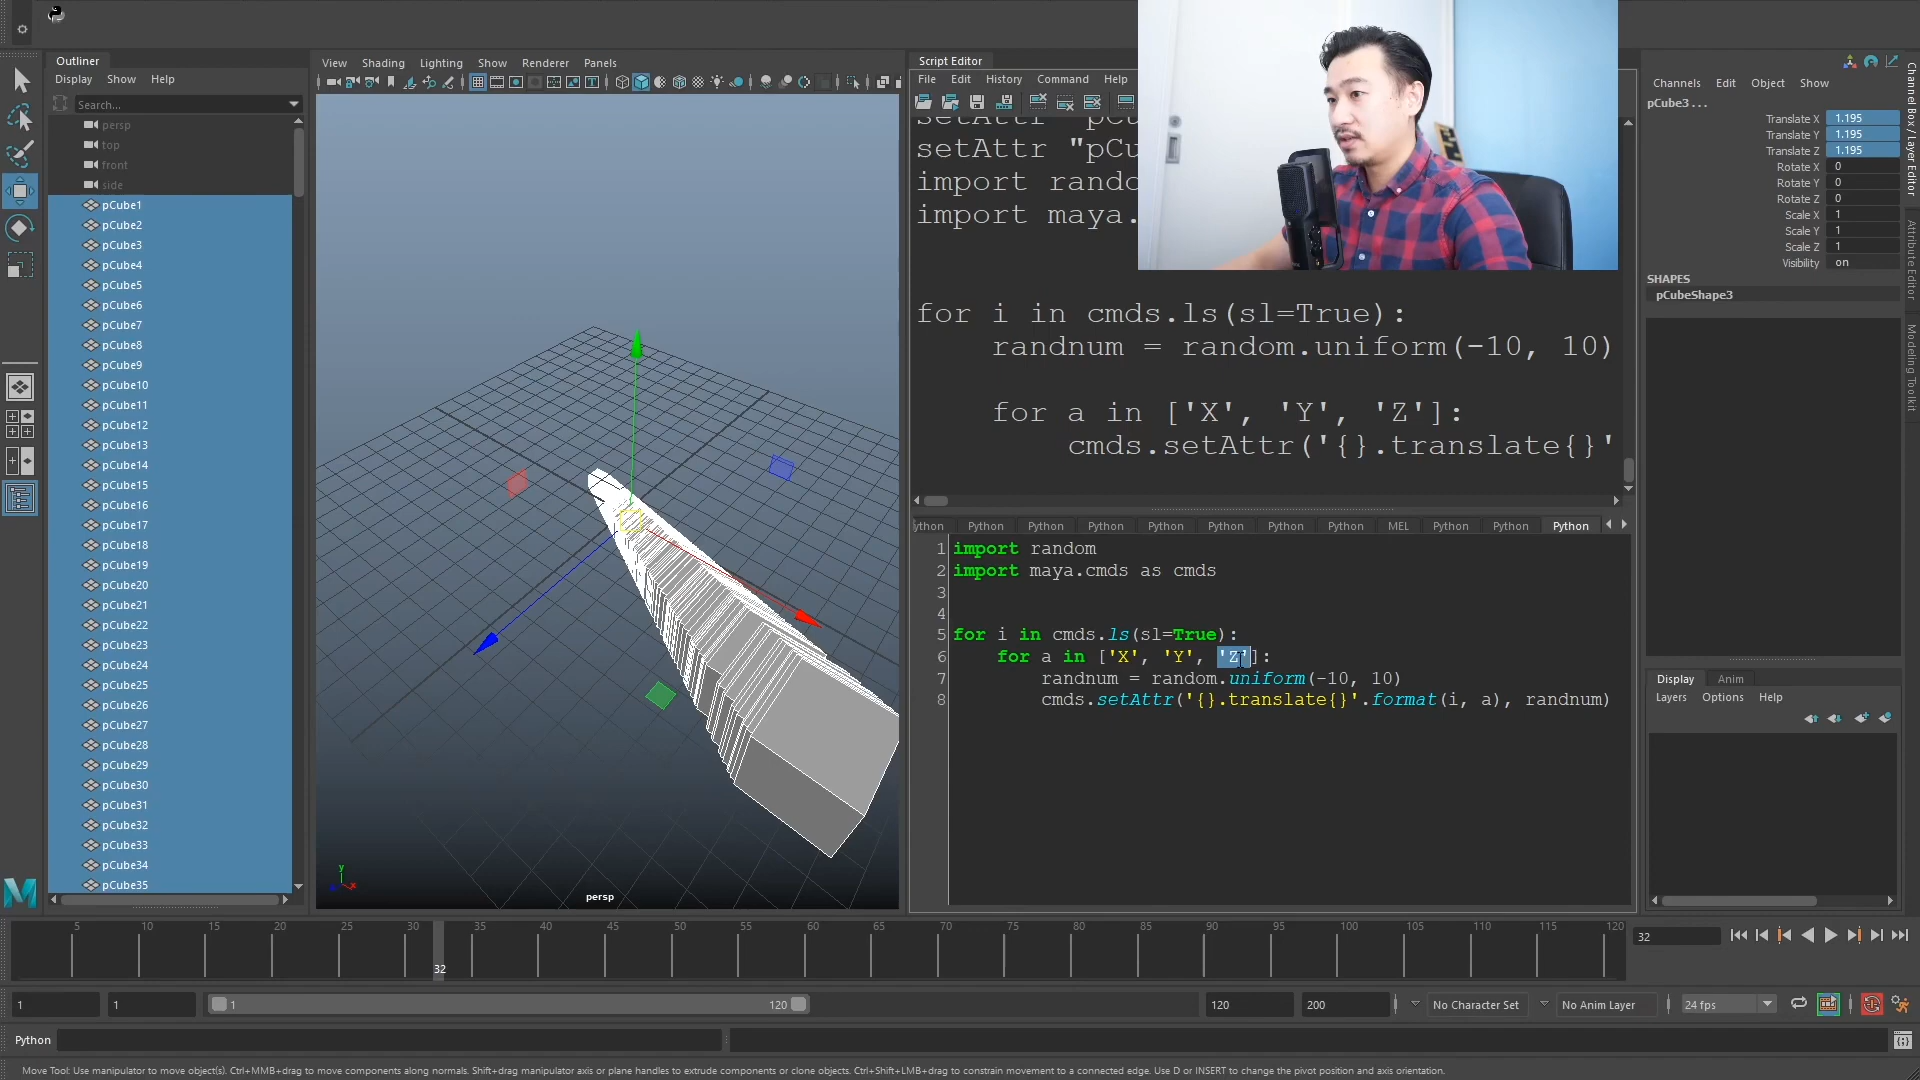 Outliner
Display Show Help
Search...
persp
top
front
side
pCube1
pCube2
pCube3
pCube4
pCube5
pCube6
pCube7
pCube8
pCube9
pCube10
pCube11
pCube12
pCube13
pCube14
pCube15
pCube16
pCube17
pCube18
pCube19
pCube20
pCube21
pCube22
pCube23
pCube24
pCube25
pCube26
pCube27
pCube28
pCube29
pCube30
pCube31
pCube32
pCube33
pCube34
pCube35
View Shading Lighting Show Renderer Panels
y
x
persp
Script Editor
File Edit History Command Help
setAttr "pCu
import rando
import maya.
for i in cmds.ls(sl=True):
randnum = random.uniform(-10, 10)
for a in ['X', 'Y', 'Z']:
cmds.setAttr('{}.translate{}'
ython Python Python Python Python Python Python Python MEL Python Python Python
1 import random
2 import maya.cmds as cmds
3
4
5 for i in cmds.ls(sl=True):
6 for a in ['X', 'Y', 'Z']:
7 randnum = random.uniform(-10, 10)
8 cmds.setAttr('{}.translate{}'.format(i, a), randnum)
Channels Edit Object Show
pCube3 ...
Translate X 1.195
Translate Y 1.195
Translate Z 1.195
Rotate X 0
Rotate Y 0
Rotate Z 0
Scale X 1
Scale Y 1
Scale Z 1
Visibility on
SHAPES
pCubeShape3
Channel Box / Layer Editor
Attribute Editor
Modeling Toolkit
Display Anim
Layers Options Help
5 10 15 20 25 30 35 40 45 50 55 60 65 70 75 80 85 90 95 100 105 110 115 120
32
32
1 1 1 120 120 200 No Character Set No Anim Layer 24 fps
Python
Move Tool: Use manipulator to move object(s). Ctrl+MMB+drag to move components along normals. Shift+drag manipulator axis or plane handles to extrude components or clone objects. Ctrl+Shift+LMB+drag to constrain movement to a connected edge. Use D or INSERT to change the pivot position and axis orientation.